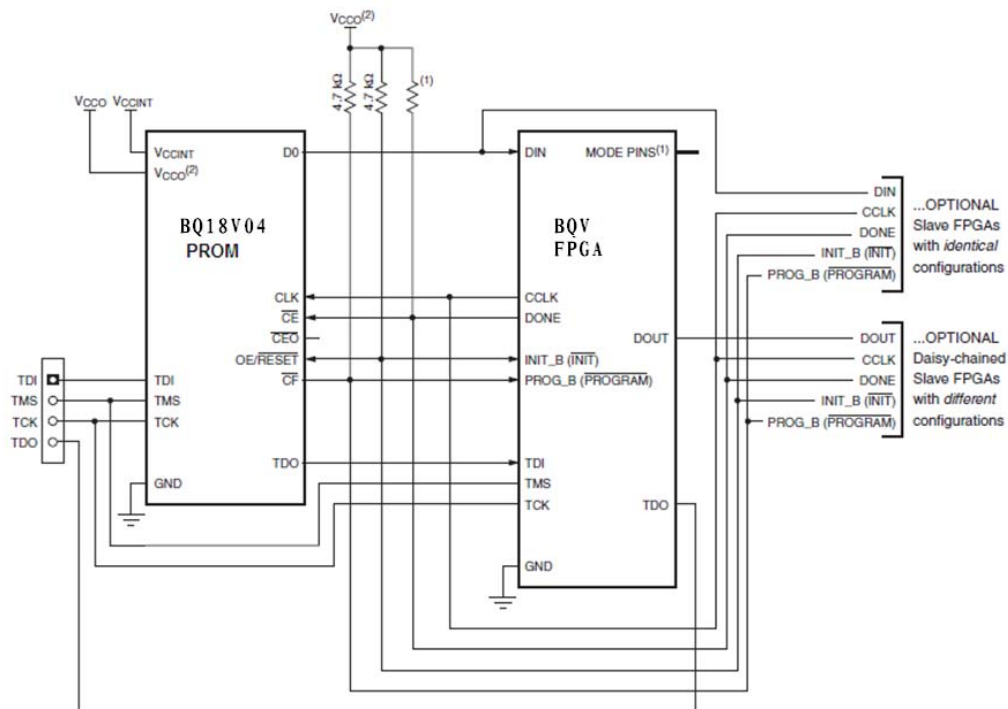 VCCO(2)
4.7 kΩ
4.7 kΩ
(1)
VCCO VCCINT
VCCINT
VCCO(2)
D0
BQ18V04
PROM
CLK
CE
CEO
OE/RESET
CF
TDI
TMS
TCK
TDO
GND
TDI
TMS
TCK
TDO
DIN
MODE PINS(1)
BQV
FPGA
CCLK
DONE
DOUT
INIT_B (INIT)
PROG_B (PROGRAM)
TDI
TMS
TCK
TDO
GND
DIN
CCLK
DONE
INIT_B (INIT)
PROG_B (PROGRAM)
...OPTIONAL
Slave FPGAs
with identical
configurations
DOUT
CCLK
DONE
INIT_B (INIT)
PROG_B (PROGRAM)
...OPTIONAL
Daisy-chained
Slave FPGAs
with different
configurations